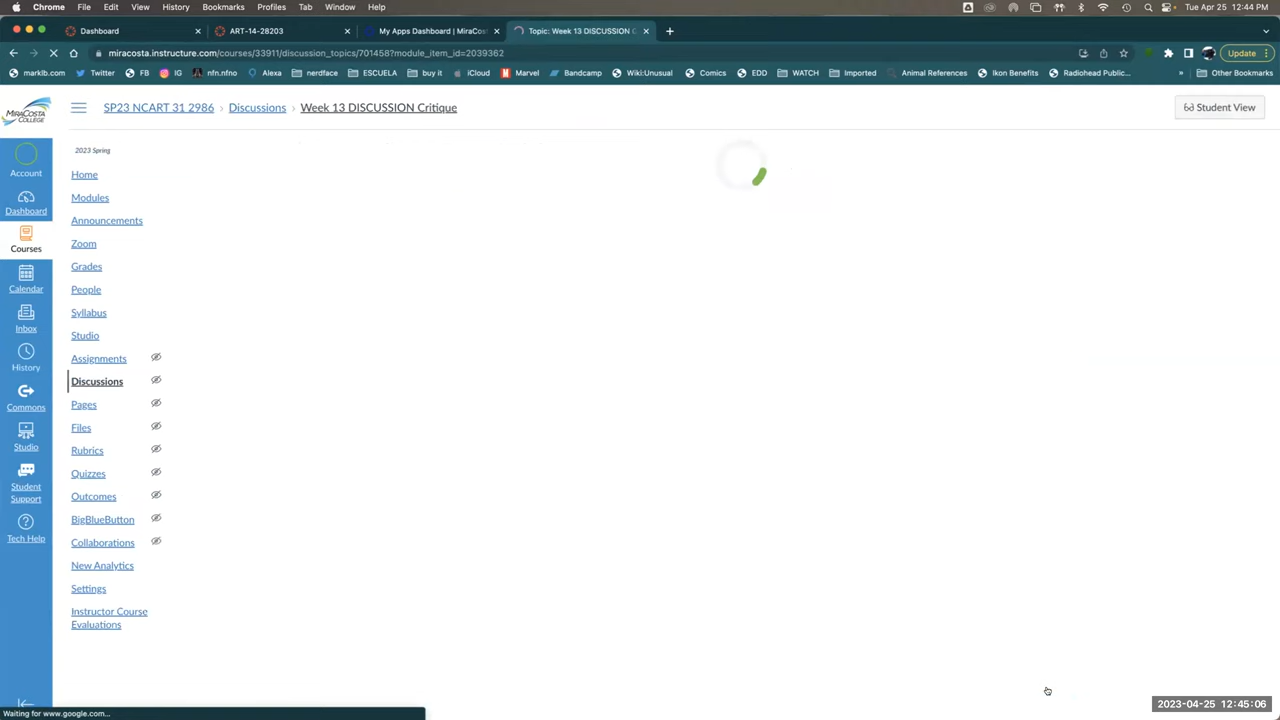 Chrome File Edit View History Bookmarks Profiles Tab Window Help Tue Apr 25 12:44 PM
Dashboard ART-14-28203 My Apps Dashboard | MiraCost Topic: Week 13 DISCUSSION C
miracosta.instructure.com/courses/33911/discussion_topics/701458?module_item_id=2039362 Update
marklb.com Twitter FB IG nfn.nfno Alexa nerdface ESCUELA buy it iCloud Marvel Bandcamp Wiki:Unusual Comics EDD WATCH Imported Animal References Ikon Benefits Radiohead Public... » Other Bookmarks
MIRACOSTA COLLEGE
SP23 NCART 31 2986 › Discussions › Week 13 DISCUSSION Critique Student View
2023 Spring
Account
Dashboard
Courses
Calendar
Inbox
History
Commons
Studio
Student Support
Tech Help
Home
Modules
Announcements
Zoom
Grades
People
Syllabus
Studio
Assignments
Discussions
Pages
Files
Rubrics
Quizzes
Outcomes
BigBlueButton
Collaborations
New Analytics
Settings
Instructor Course
Evaluations
Waiting for www.google.com...
2023-04-25 12:45:06